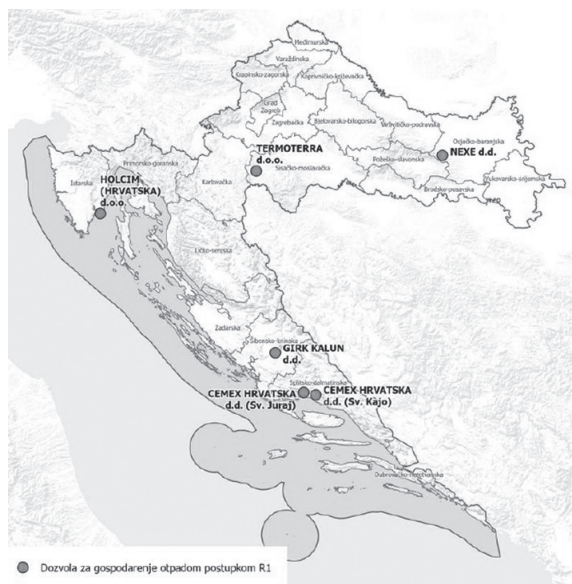 Međimurska
Varaždinska
Krapinsko-zagorska
Koprivničko-križevačka
Grad
Zagreb
Zagrebačka
Bjelovarsko-bilogorska
Virovitičko-podravska
Osječko-baranjska
NEXE d.d.
Požeško-slavonska
Vukovarsko-srijemska
Brodsko-posavska
TERMOTERRA
d.o.o.
Sisačko-moslavačka
Primorsko-goranska
Karlovačka
Istarska
HOLCIM
(HRVATSKA)
d.o.o
Ličko-senjska
Zadarska
Šibensko-kninska
GIRK KALUN
d.d.
Splitsko-dalmatinska
CEMEX HRVATSKA
d.d. (Sv. Juraj)
CEMEX HRVATSKA
d.d. (Sv. Kajo)
Dubrovačko-neretvanska
Dozvola za gospodarenje otpadom postupkom R1